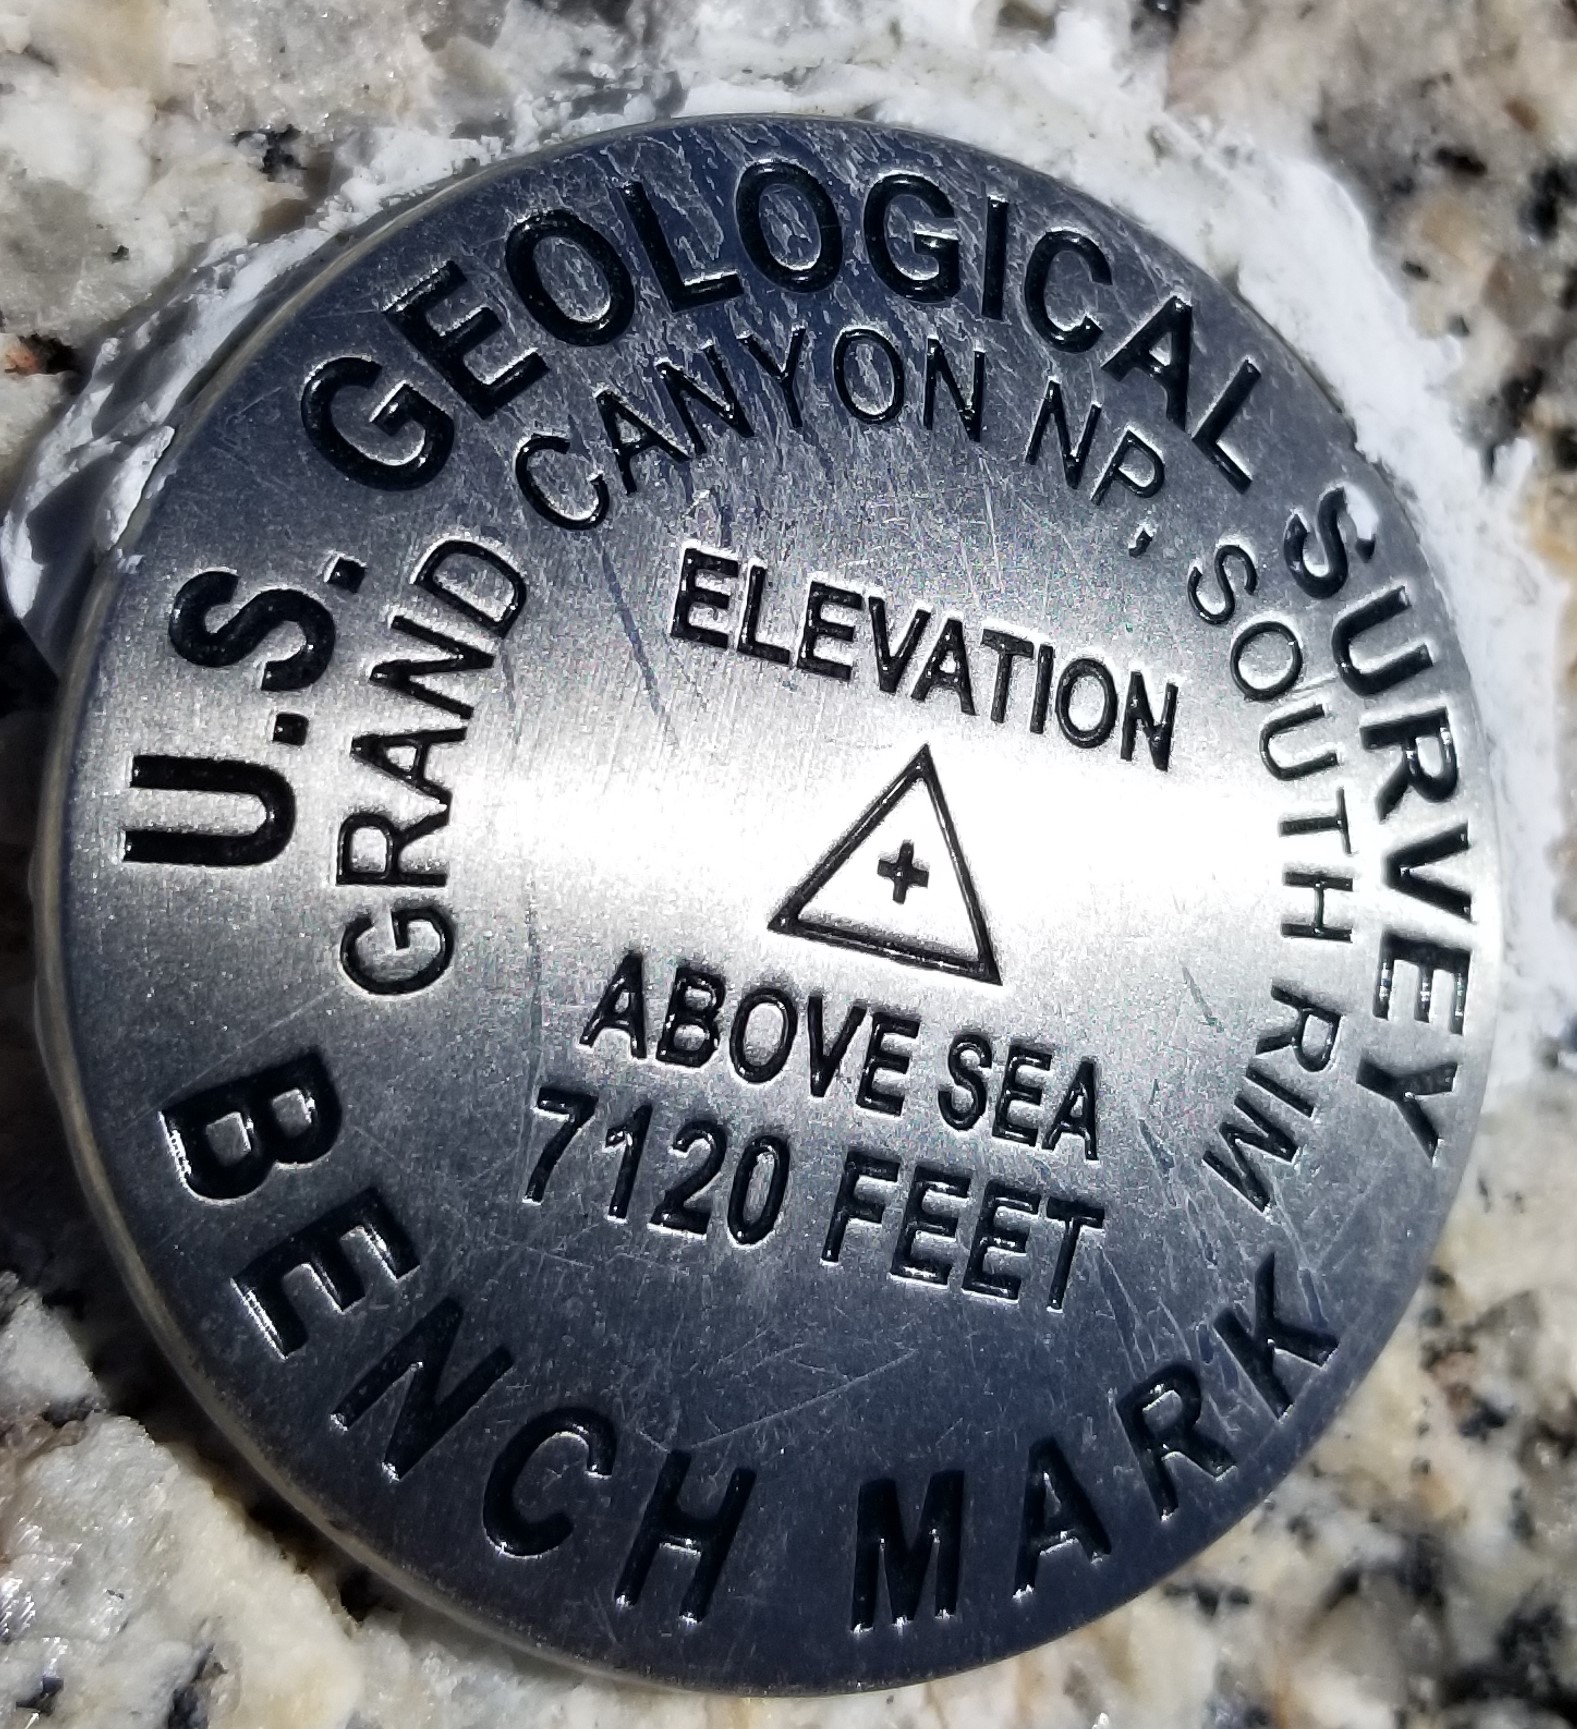 U.S. GEOLOGICAL SURVEY
GRAND CANYON NP, SOUTH RIM
ELEVATION
ABOVE SEA
7120 FEET
BENCH MARK